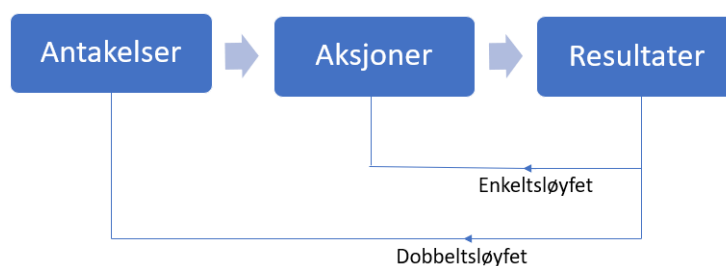 Antakelser
Aksjoner
Resultater
Enkeltsløyfet
Dobbeltsløyfet